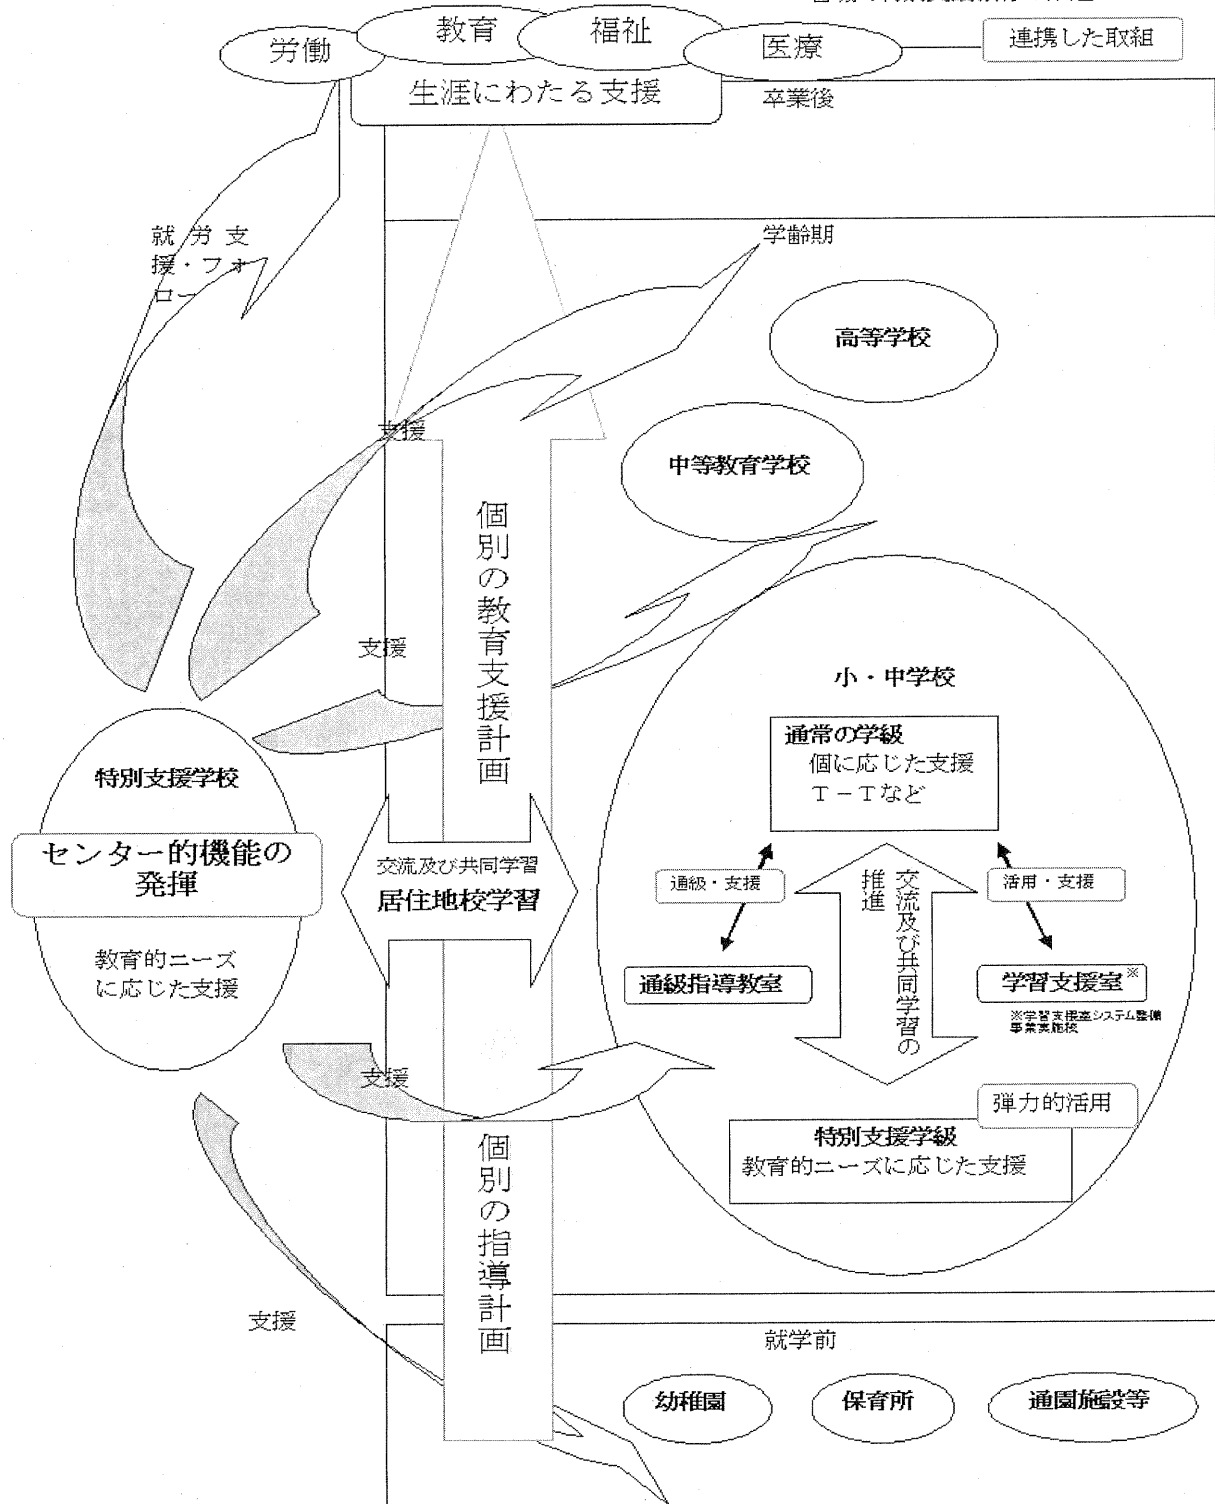 労働
教育
福祉
医療
連携した取組
生涯にわたる支援
卒業後
就労支
援・フォ
ロー
学齢期
高等学校
支援
中等教育学校
個別の教育支援計画
支援
小・中学校
通常の学級
個に応じた支援
T－Tなど
特別支援学校
センター的機能の
発揮
教育的ニーズ
に応じた支援
交流及び共同学習
居住地校学習
通級・支援
交流及び共同学習の
推進
活用・支援
通級指導教室
学習支援室※
※学習支援室システム整備
事業実施校
支援
弾力的活用
特別支援学級
教育的ニーズに応じた支援
個別の指導計画
支援
就学前
幼稚園
保育所
通園施設等